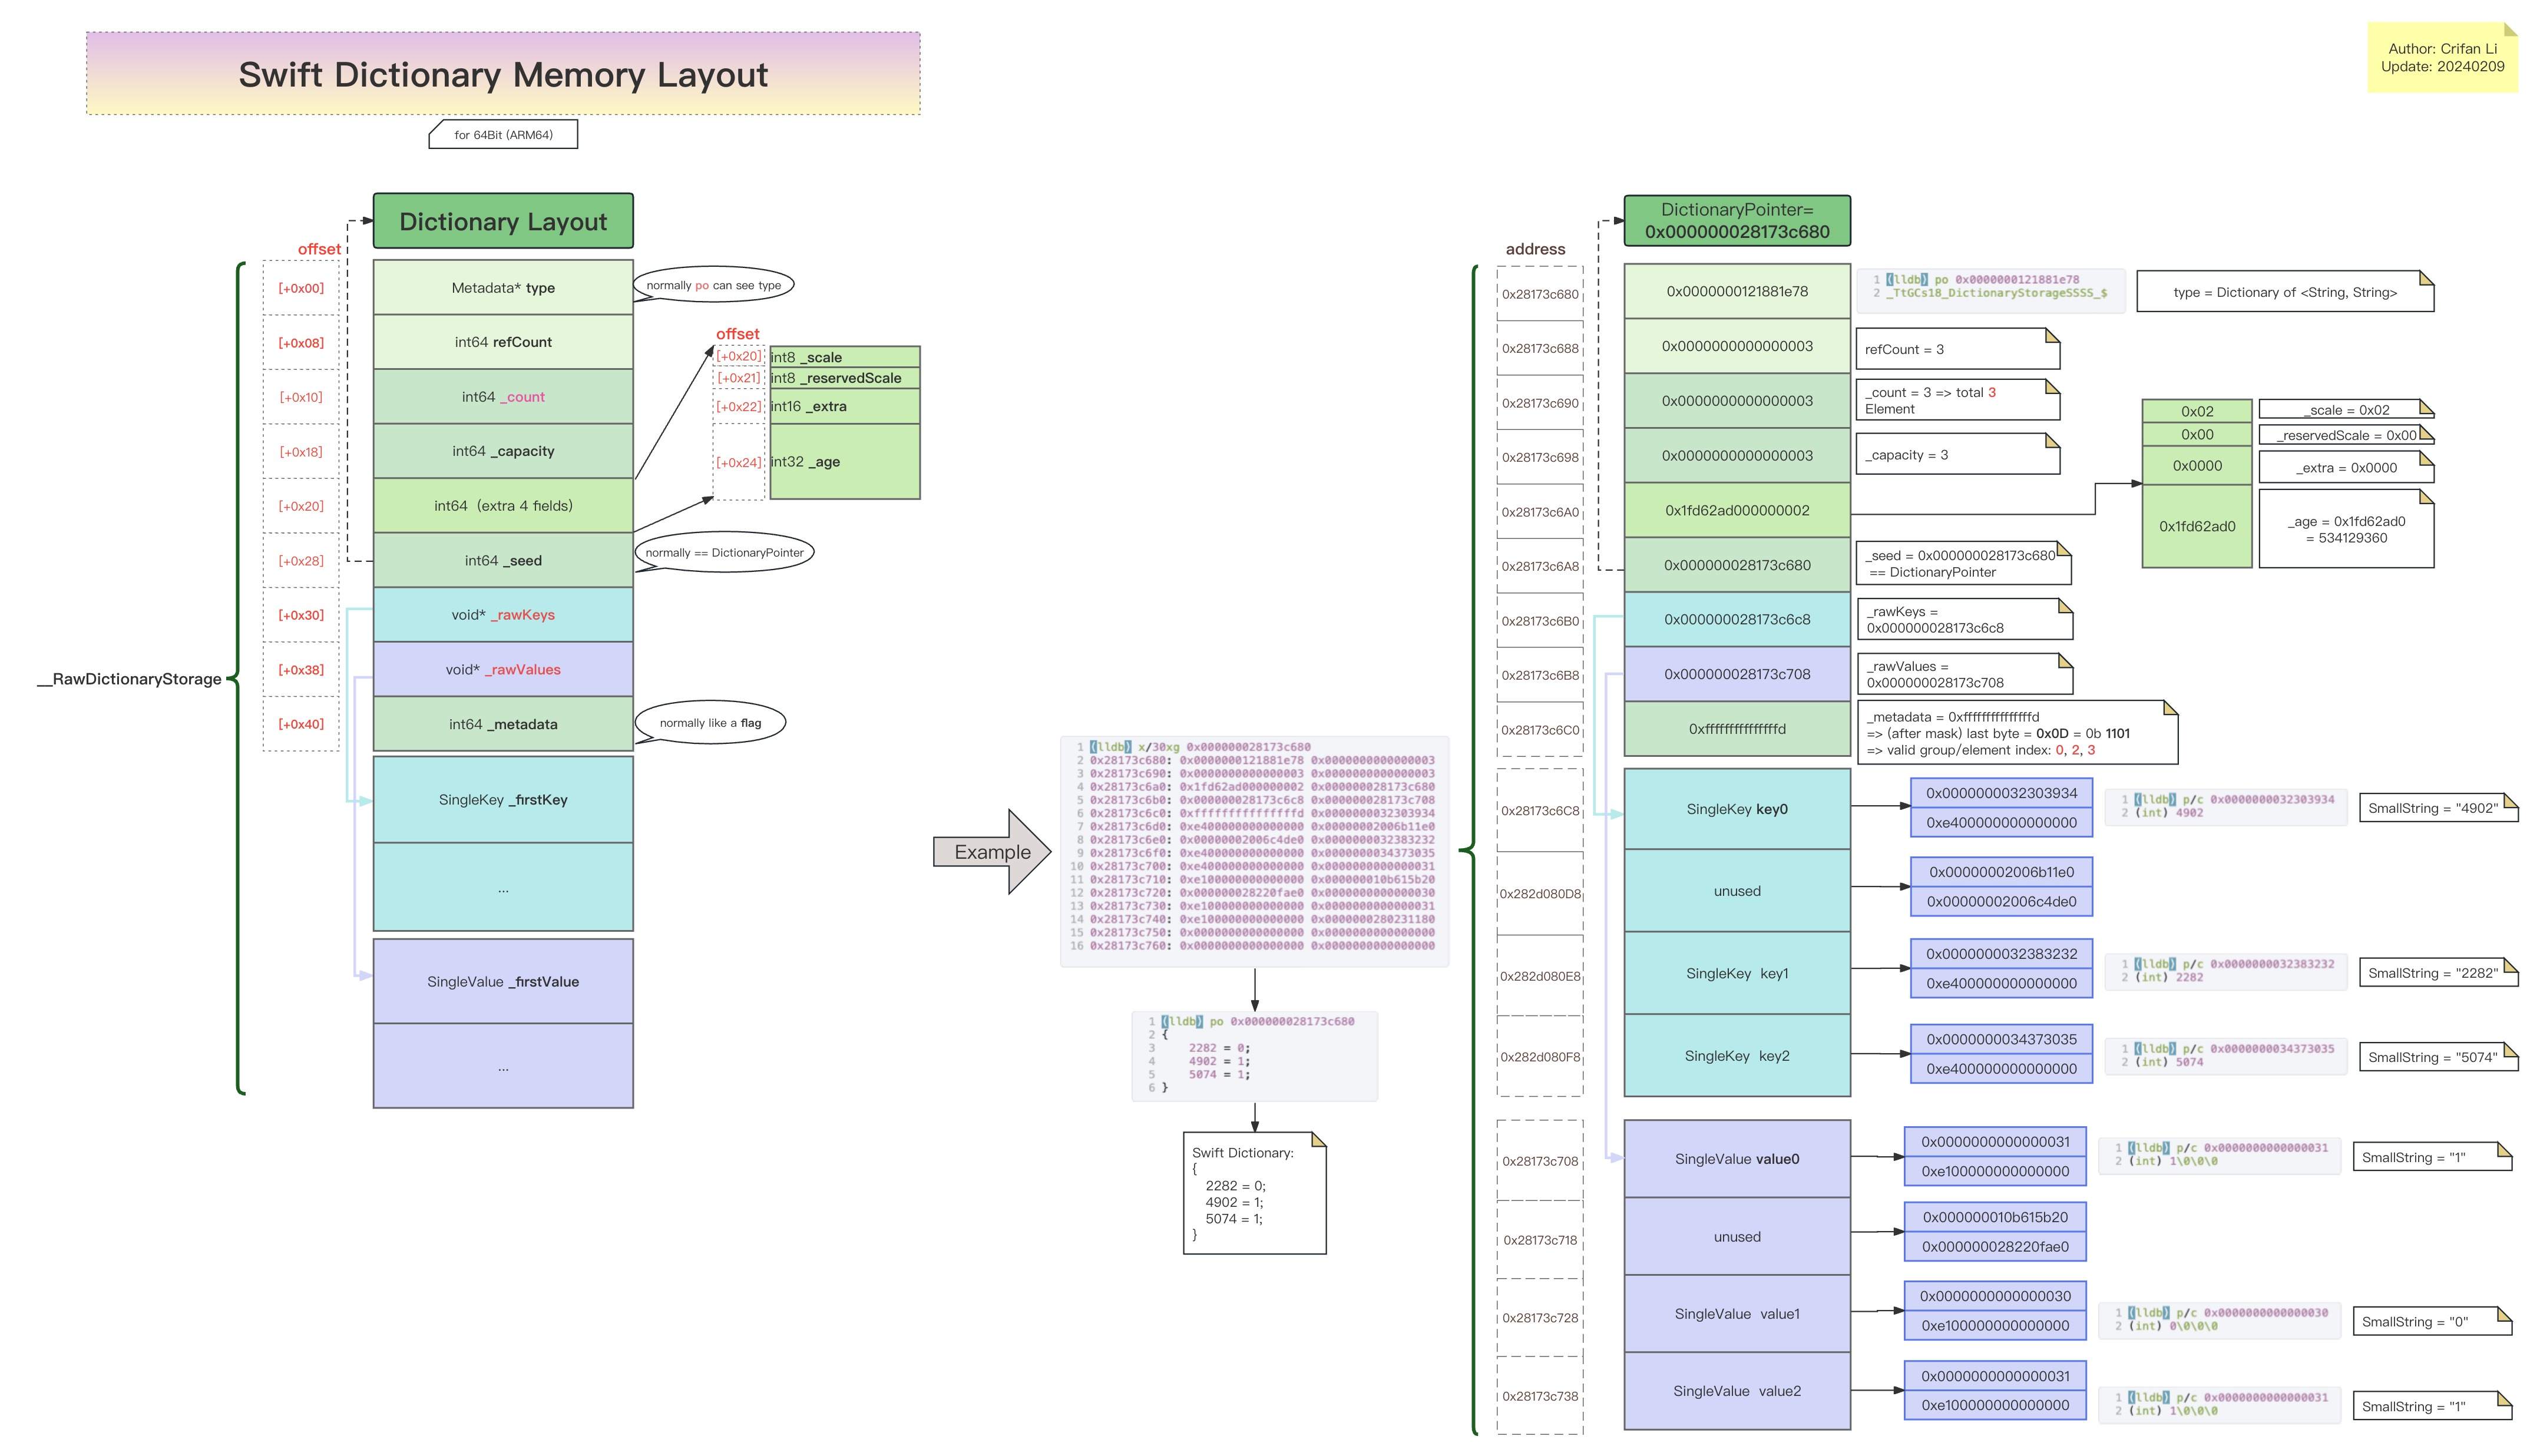 Swift Dictionary Memory Layout
for 64Bit (ARM64)
Author: Crifan Li
Update: 20240209
Dictionary Layout
offset
[+0x00]
Metadata* type
normally po can see type
[+0x08]
int64 refCount
[+0x10]
int64 _count
[+0x18]
int64 _capacity
[+0x20]
int64 (extra 4 fields)
[+0x28]
int64 _seed
normally == DictionaryPointer
[+0x30]
void* _rawKeys
[+0x38]
void* _rawValues
[+0x40]
int64 _metadata
normally like a flag
__RawDictionaryStorage
SingleKey _firstKey
...
SingleValue _firstValue
...
offset
[+0x20]
int8 _scale
[+0x21]
int8 _reservedScale
[+0x22]
int16 _extra
[+0x24]
int32 _age
Example
1 (lldb) x/30xg 0x000000028173c680
2 0x28173c680: 0x0000000121881e78 0x0000000000000003
3 0x28173c690: 0x0000000000000003 0x0000000000000003
4 0x28173c6a0: 0x1fd62ad000000002 0x000000028173c680
5 0x28173c6b0: 0x000000028173c6c8 0x000000028173c708
6 0x28173c6c0: 0xfffffffffffffffd 0x0000000032303934
7 0x28173c6d0: 0xe400000000000000 0x00000002006b11e0
8 0x28173c6e0: 0x00000002006c4de0 0x0000000032383232
9 0x28173c6f0: 0xe400000000000000 0x0000000034373035
10 0x28173c700: 0xe400000000000000 0x0000000000000031
11 0x28173c710: 0xe100000000000000 0x000000010b615b20
12 0x28173c720: 0x000000028220fae0 0x0000000000000030
13 0x28173c730: 0xe100000000000000 0x0000000000000031
14 0x28173c740: 0xe100000000000000 0x0000000280231180
15 0x28173c750: 0x0000000000000000 0x0000000000000000
16 0x28173c760: 0x0000000000000000 0x0000000000000000
1 (lldb) po 0x000000028173c680
2 {
3 2282 = 0;
4 4902 = 1;
5 5074 = 1;
6 }
Swift Dictionary:
{
2282 = 0;
4902 = 1;
5074 = 1;
}
address
DictionaryPointer=
0x000000028173c680
0x28173c680
0x0000000121881e78
1 (lldb) po 0x0000000121881e78
2 _TtGCs18_DictionaryStorageSSSS_$
type = Dictionary of <String, String>
0x28173c688
0x0000000000000003
refCount = 3
0x28173c690
0x0000000000000003
_count = 3 => total 3
Element
0x28173c698
0x0000000000000003
_capacity = 3
0x28173c6A0
0x1fd62ad000000002
0x02
_scale = 0x02
0x00
_reservedScale = 0x00
0x0000
_extra = 0x0000
0x1fd62ad0
_age = 0x1fd62ad0
= 534129360
0x28173c6A8
0x000000028173c680
_seed = 0x000000028173c680
== DictionaryPointer
0x28173c6B0
0x000000028173c6c8
_rawKeys =
0x000000028173c6c8
0x28173c6B8
0x000000028173c708
_rawValues =
0x000000028173c708
0x28173c6C0
0xfffffffffffffffd
_metadata = 0xfffffffffffffffd
=> (after mask) last byte = 0x0D = 0b 1101
=> valid group/element index: 0, 2, 3
0x28173c6C8
SingleKey key0
0x0000000032303934
0xe400000000000000
1 (lldb) p/c 0x0000000032303934
2 (int) 4902
SmallString = "4902"
0x282d080D8
unused
0x00000002006b11e0
0x00000002006c4de0
0x282d080E8
SingleKey key1
0x0000000032383232
0xe400000000000000
1 (lldb) p/c 0x0000000032383232
2 (int) 2282
SmallString = "2282"
0x282d080F8
SingleKey key2
0x0000000034373035
0xe400000000000000
1 (lldb) p/c 0x0000000034373035
2 (int) 5074
SmallString = "5074"
0x28173c708
SingleValue value0
0x0000000000000031
0xe100000000000000
1 (lldb) p/c 0x0000000000000031
2 (int) 1\0\0\0
SmallString = "1"
0x28173c718
unused
0x000000010b615b20
0x000000028220fae0
0x28173c728
SingleValue value1
0x0000000000000030
0xe100000000000000
1 (lldb) p/c 0x0000000000000030
2 (int) 0\0\0\0
SmallString = "0"
0x28173c738
SingleValue value2
0x0000000000000031
0xe100000000000000
1 (lldb) p/c 0x0000000000000031
2 (int) 1\0\0\0
SmallString = "1"